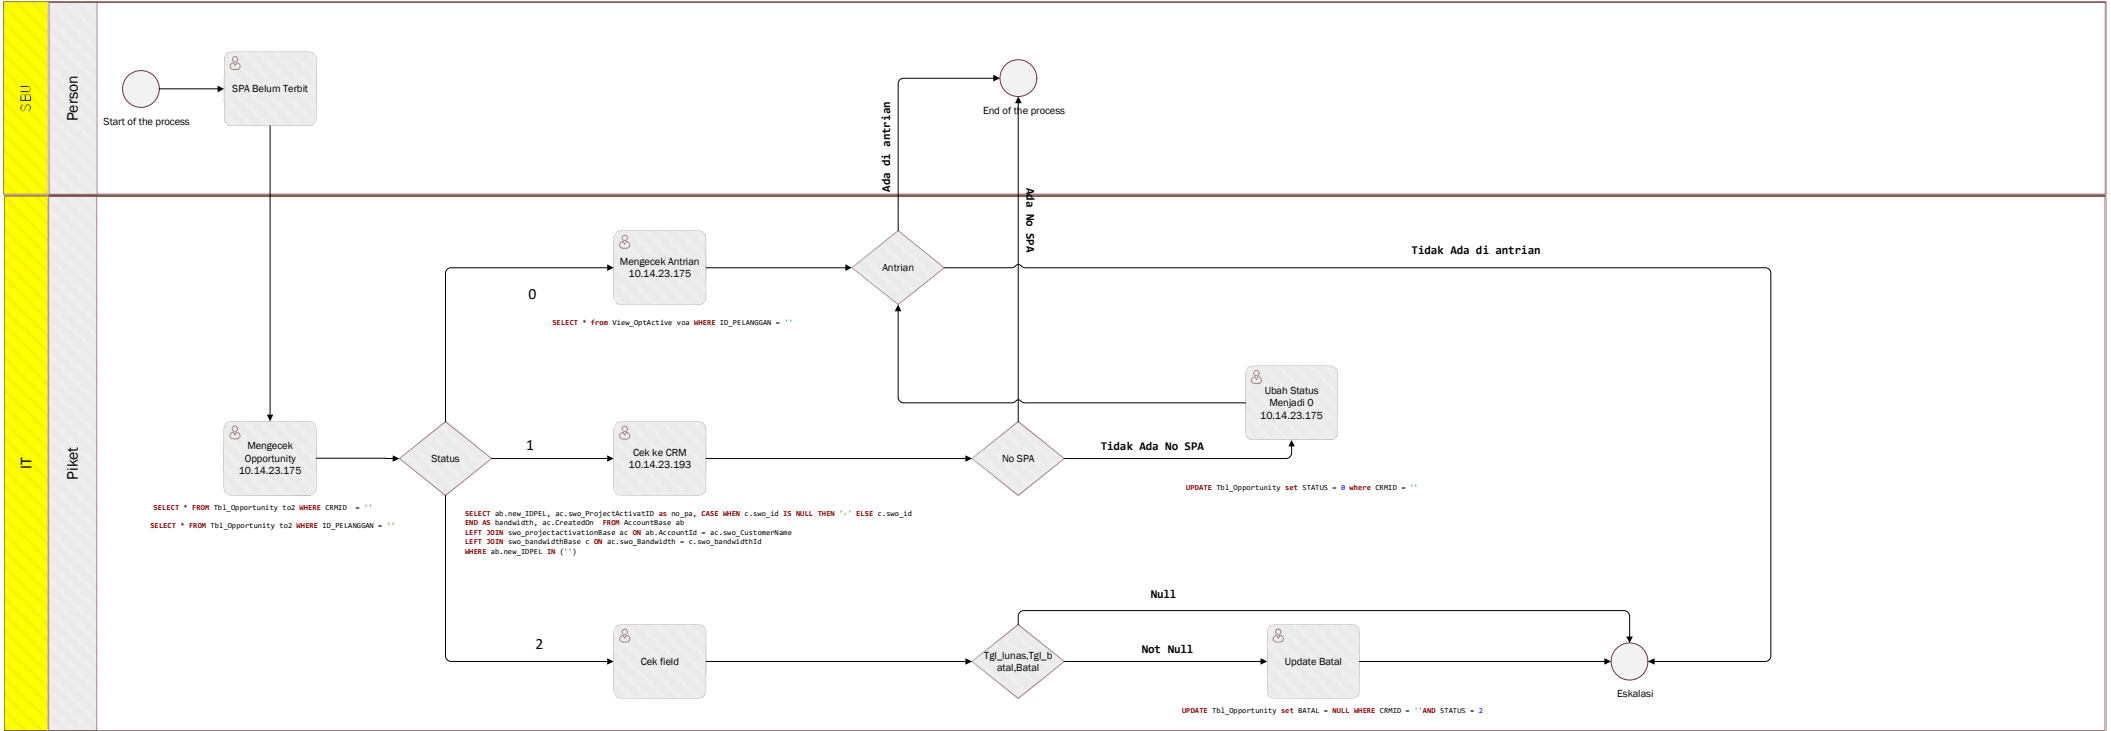 SBU
Person
Start of the process
SPA Belum Terbit
Ada di antrian
End of the process
Ada No SPA
IT
Piket
Mengecek
Opportunity
10.14.23.175
SELECT * FROM Tbl_Opportunity to2 WHERE CRMID = ''
SELECT * FROM Tbl_Opportunity to2 WHERE ID_PELANGGAN = ''
Status
0
Mengecek Antrian
10.14.23.175
SELECT * from View_OptActive voa WHERE ID_PELANGGAN = ''
Antrian
Tidak Ada di antrian
1
Cek ke CRM
10.14.23.193
SELECT ab.new_IDPEL, ac.swo_ProjectActivatID as no_pa, CASE WHEN c.swo_id IS NULL THEN '-' ELSE c.swo_id
END AS bandwidth, ac.CreatedOn FROM AccountBase ab
LEFT JOIN swo_projectactivationBase ac ON ab.AccountId = ac.swo_CustomerName
LEFT JOIN swo_bandwidthBase c ON ac.swo_Bandwidth = c.swo_bandwidthId
WHERE ab.new_IDPEL IN ('')
No SPA
Tidak Ada No SPA
Ubah Status
Menjadi 0
10.14.23.175
UPDATE Tbl_Opportunity set STATUS = 0 where CRMID = ''
2
Cek field
Tgl_lunas,Tgl_b
atal,Batal
Null
Not Null
Update Batal
UPDATE Tbl_Opportunity set BATAL = NULL WHERE CRMID = ''AND STATUS = 2
Eskalasi